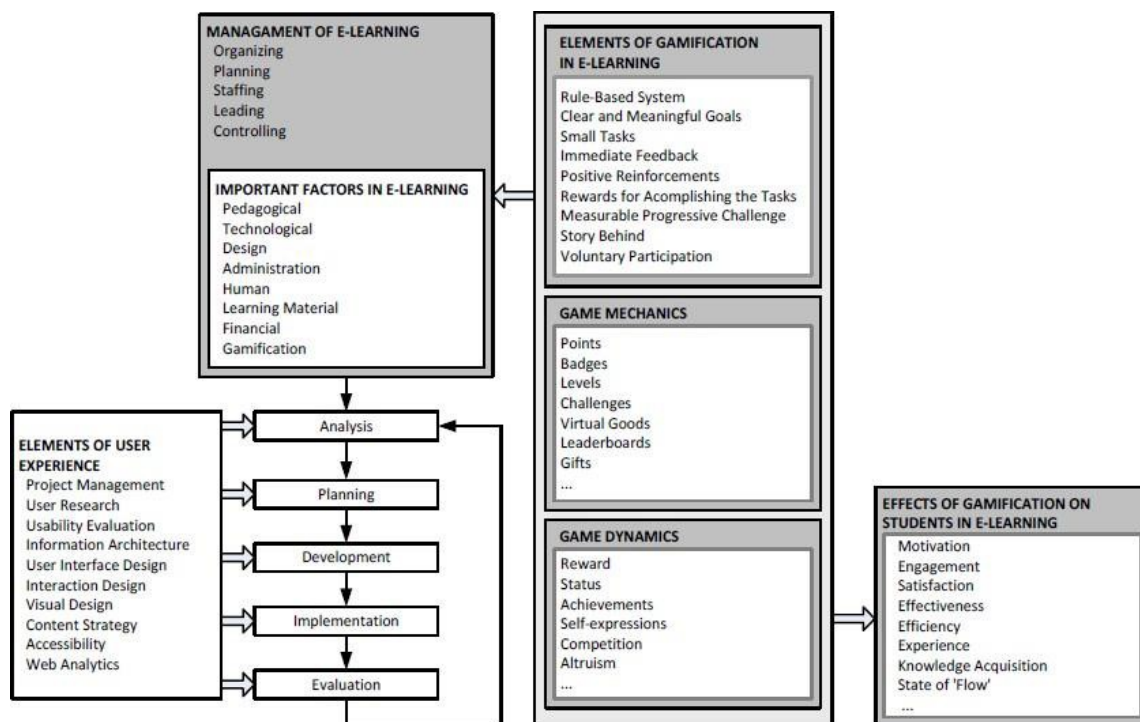 MANAGAMENT OF E-LEARNING
Organizing
Planning
Staffing
Leading
Controlling
IMPORTANT FACTORS IN E-LEARNING
Pedagogical
Technological
Design
Administration
Human
Learning Material
Financial
Gamification
ELEMENTS OF GAMIFICATION
IN E-LEARNING
Rule-Based System
Clear and Meaningful Goals
Small Tasks
Immediate Feedback
Positive Reinforcements
Rewards for Acomplishing the Tasks
Measurable Progressive Challenge
Story Behind
Voluntary Participation
GAME MECHANICS
Points
Badges
Levels
Challenges
Virtual Goods
Leaderboards
Gifts
...
GAME DYNAMICS
Reward
Status
Achievements
Self-expressions
Competition
Altruism
...
ELEMENTS OF USER
EXPERIENCE
Project Management
User Research
Usability Evaluation
Information Architecture
User Interface Design
Interaction Design
Visual Design
Content Strategy
Accessibility
Web Analytics
Analysis
Planning
Development
Implementation
Evaluation
EFFECTS OF GAMIFICATION ON
STUDENTS IN E-LEARNING
Motivation
Engagement
Satisfaction
Effectiveness
Efficiency
Experience
Knowledge Acquisition
State of 'Flow'
...